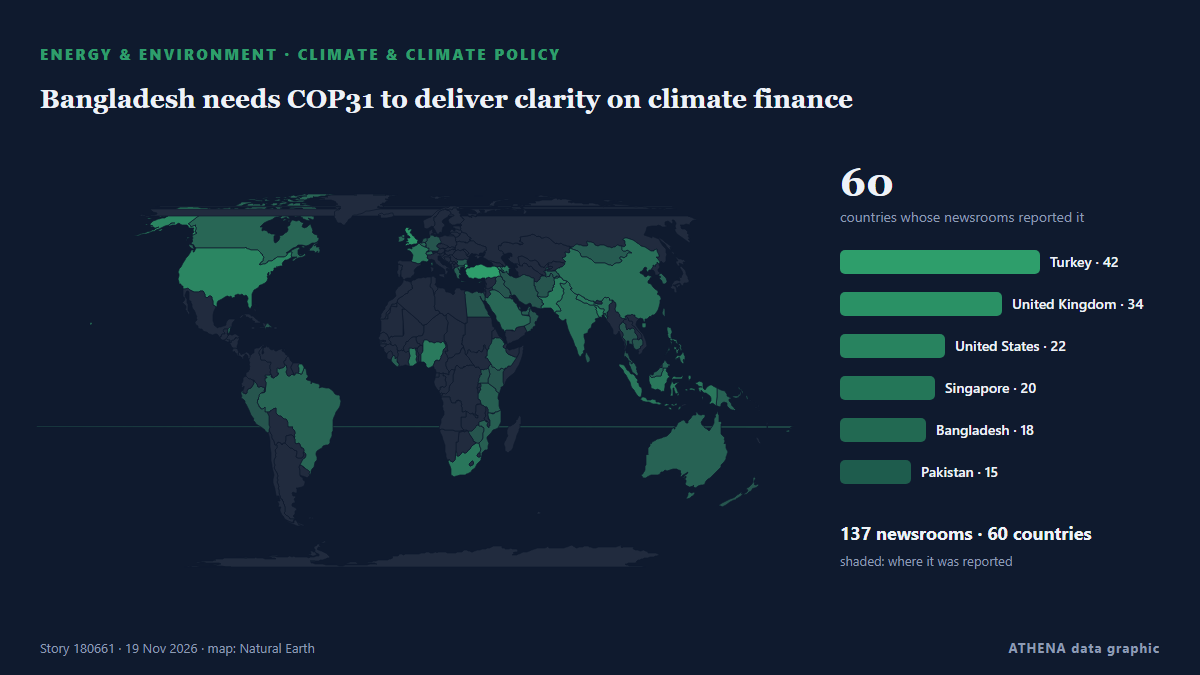 ENERGY & ENVIRONMENT · CLIMATE & CLIMATE POLICY
Bangladesh needs COP31 to deliver clarity on climate finance
60
countries whose newsrooms reported it
Turkey · 42
United Kingdom · 34
United States · 22
Singapore · 20
Bangladesh · 18
Pakistan · 15
137 newsrooms · 60 countries
shaded: where it was reported
Story 180661 · 19 Nov 2026 · map: Natural Earth
ATHENA data graphic